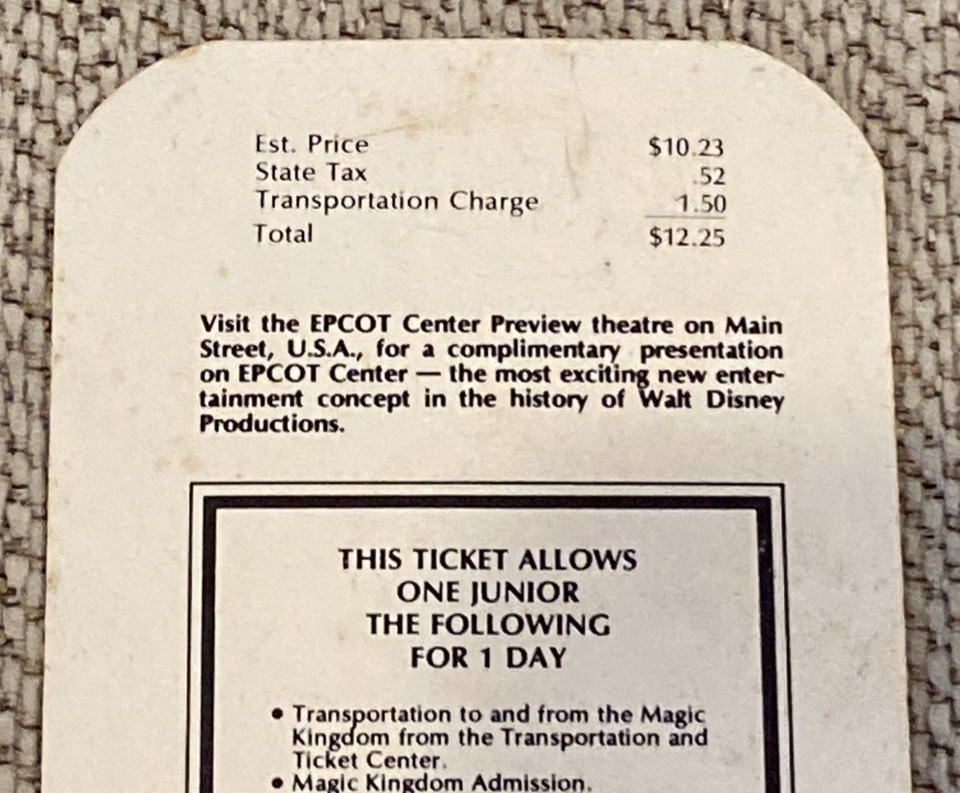 Est. Price $10.23
State Tax .52
Transportation Charge 1.50
Total $12.25
Visit the EPCOT Center Preview theatre on Main
Street, U.S.A., for a complimentary presentation
on EPCOT Center — the most exciting new enter-
tainment concept in the history of Walt Disney
Productions.
THIS TICKET ALLOWS
ONE JUNIOR
THE FOLLOWING
FOR 1 DAY
• Transportation to and from the Magic
Kingdom from the Transportation and
Ticket Center.
• Magic Kingdom Admission.